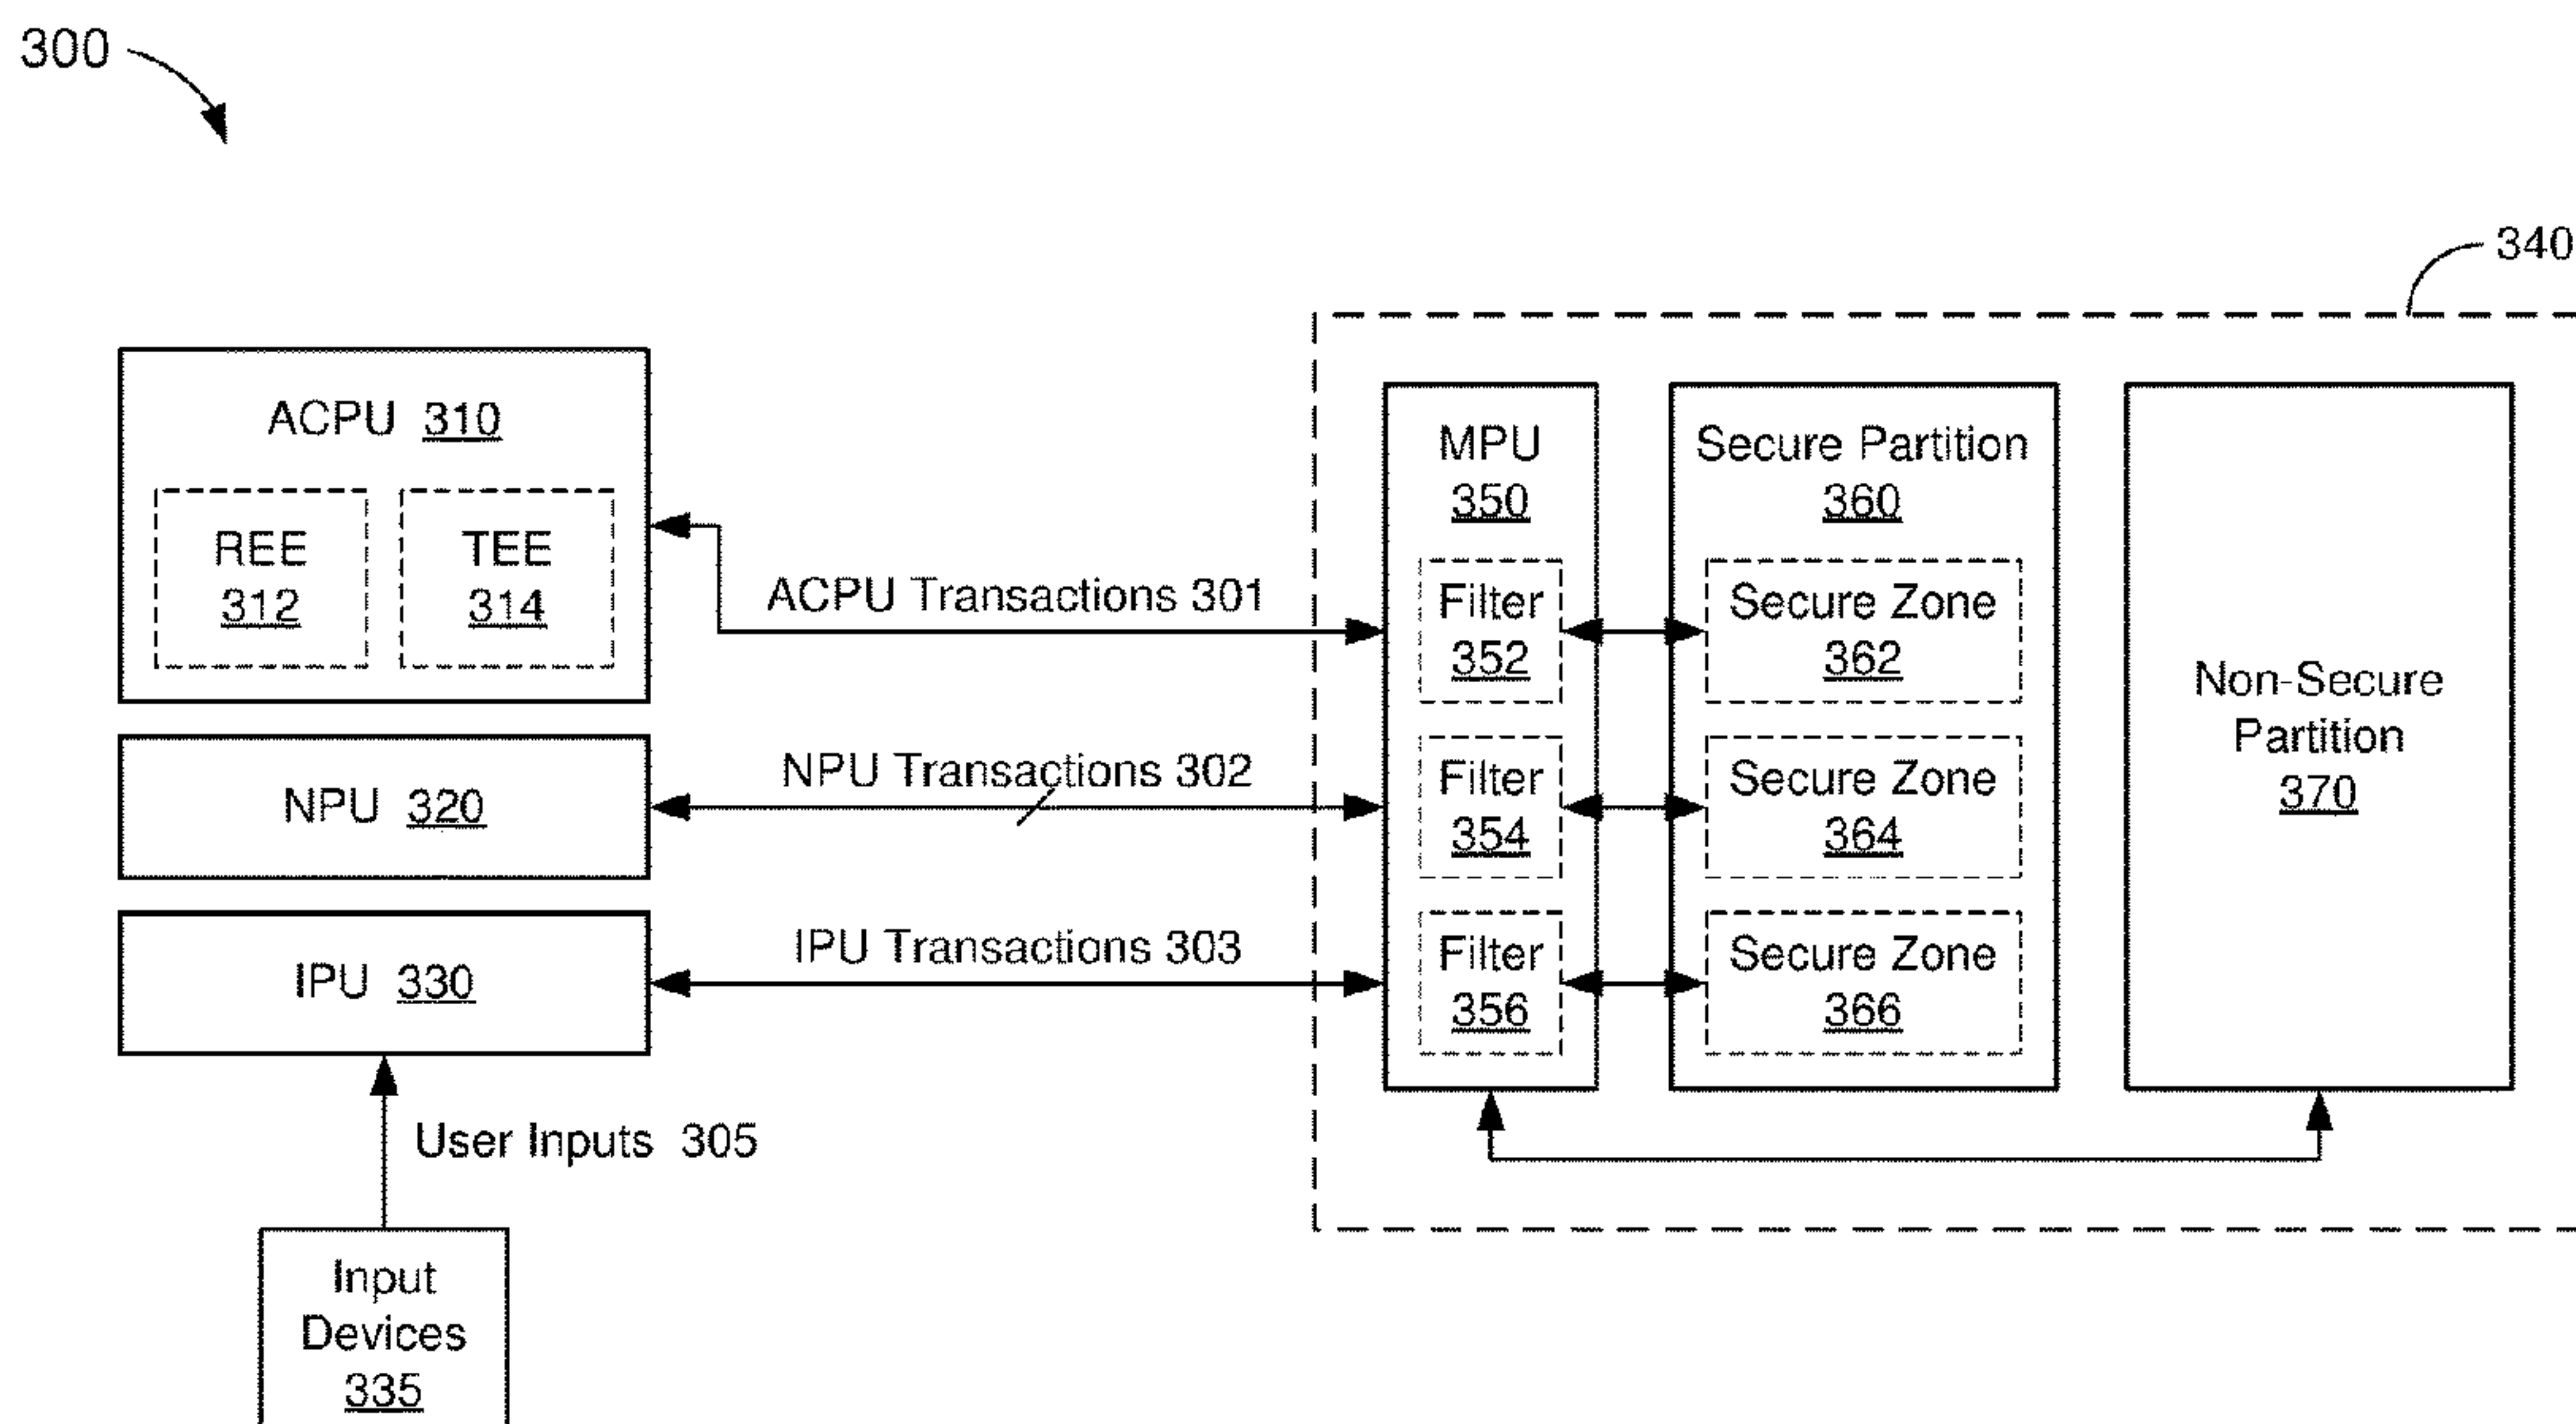 300
340
ACPU 310
REE
312
TEE
314
NPU 320
IPU 330
User Inputs 305
Input
Devices
335
ACPU Transactions 301
NPU Transactions 302
IPU Transactions 303
MPU
350
Filter
352
Filter
354
Filter
356
Secure Partition
360
Secure Zone
362
Secure Zone
364
Secure Zone
366
Non-Secure
Partition
370